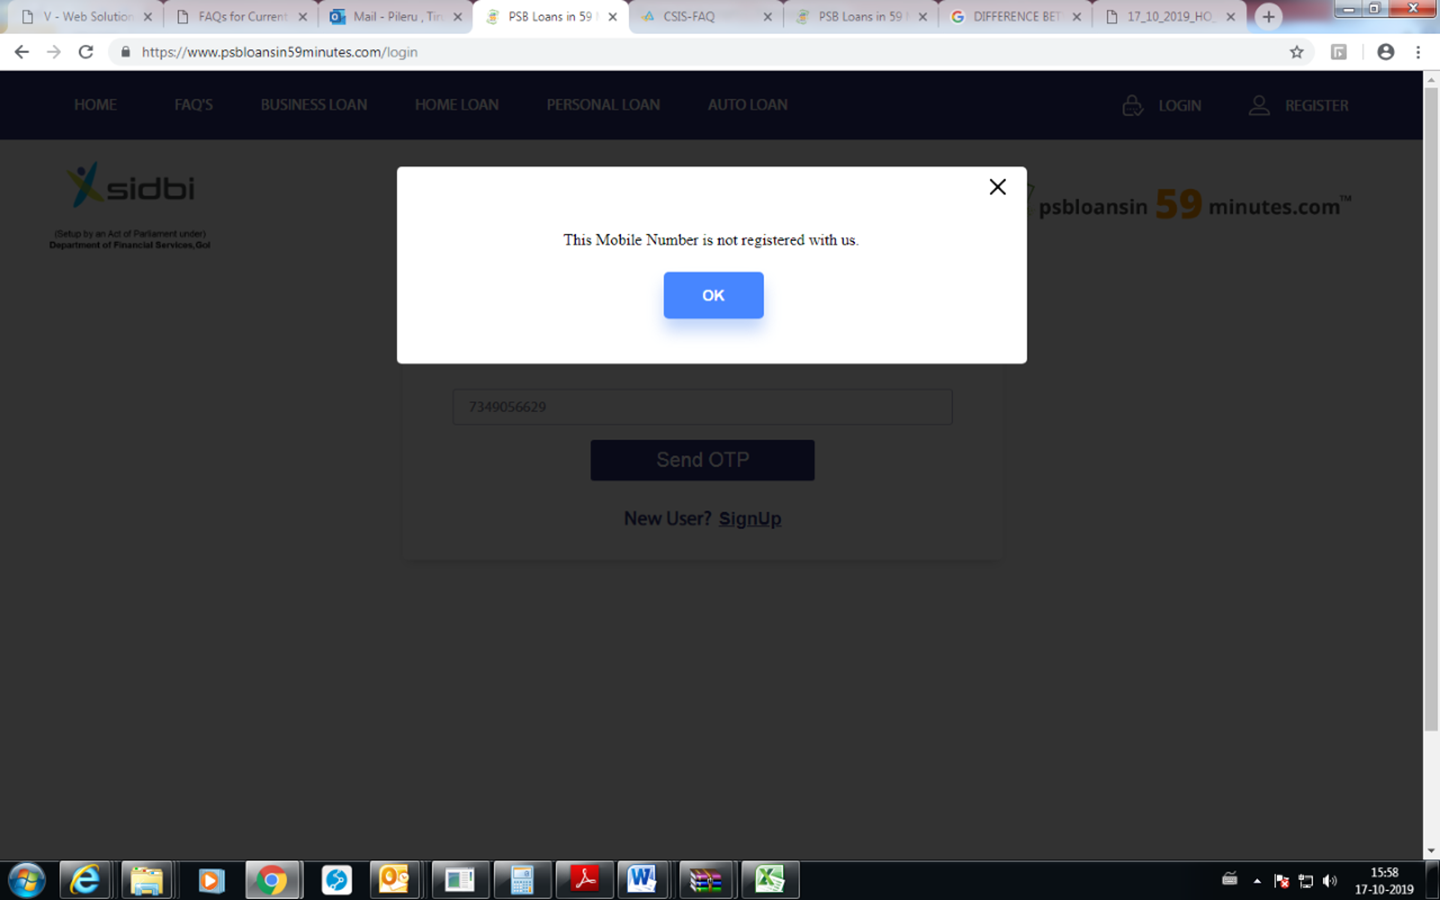 V - Web Solution
FAQs for Current
Mail - Pileru , Tir
PSB Loans in 59
CSIS-FAQ
PSB Loans in 59
DIFFERENCE BET
17_10_2019_HO
https://www.psbloansin59minutes.com/login
HOME FAQ'S BUSINESS LOAN HOME LOAN PERSONAL LOAN AUTO LOAN LOGIN REGISTER
sidbi
(Setup by an Act of Parliament under)
Department of Financial Services,GoI
psbloansin 59 minutes.com™
This Mobile Number is not registered with us.
OK
7349056629
Send OTP
New User? SignUp
15:58
17-10-2019